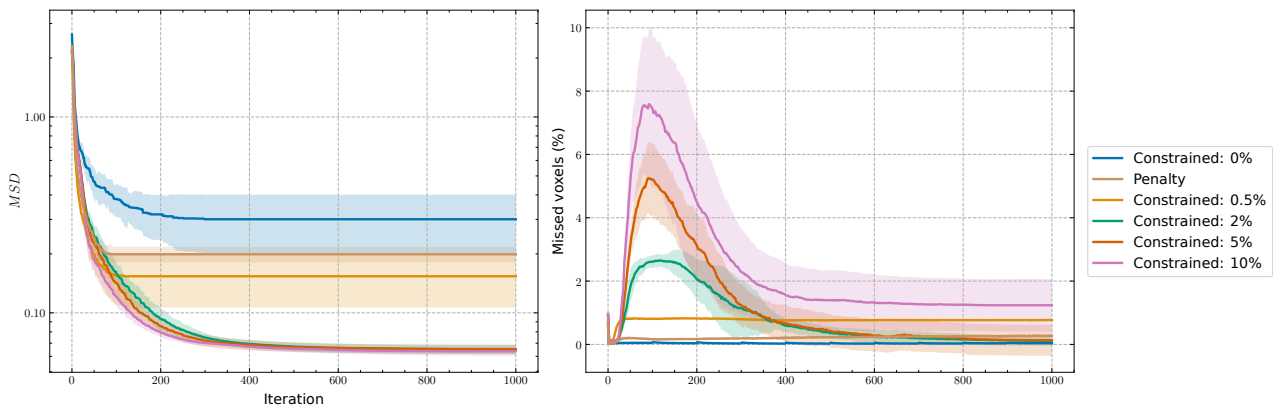 MSD
1.00
0.10
0
200
400
600
800
1000
Iteration
Missed voxels (%)
10
8
6
4
2
0
0
200
400
600
800
1000
Constrained: 0%
Penalty
Constrained: 0.5%
Constrained: 2%
Constrained: 5%
Constrained: 10%